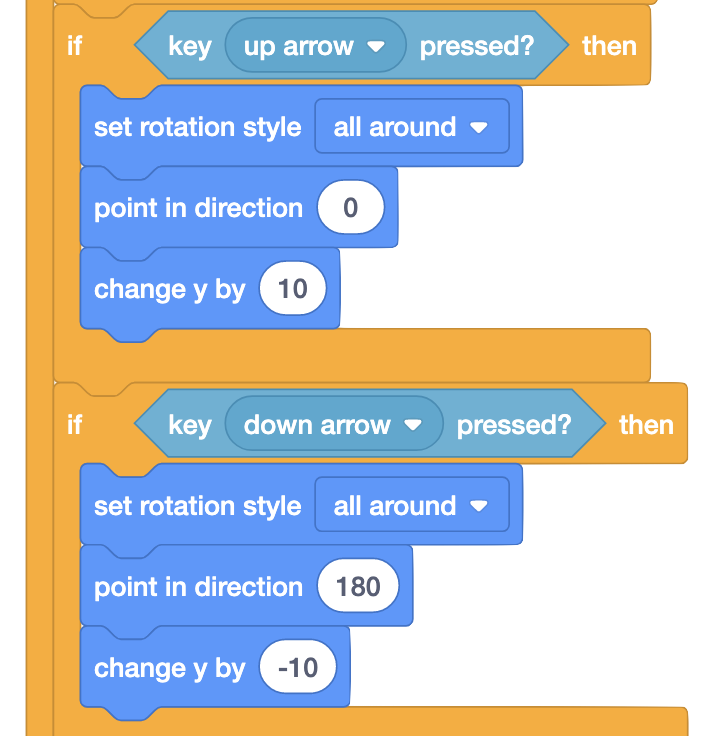 if key up arrow pressed? then
set rotation style all around
point in direction 0
change y by 10
if key down arrow pressed? then
set rotation style all around
point in direction 180
change y by -10